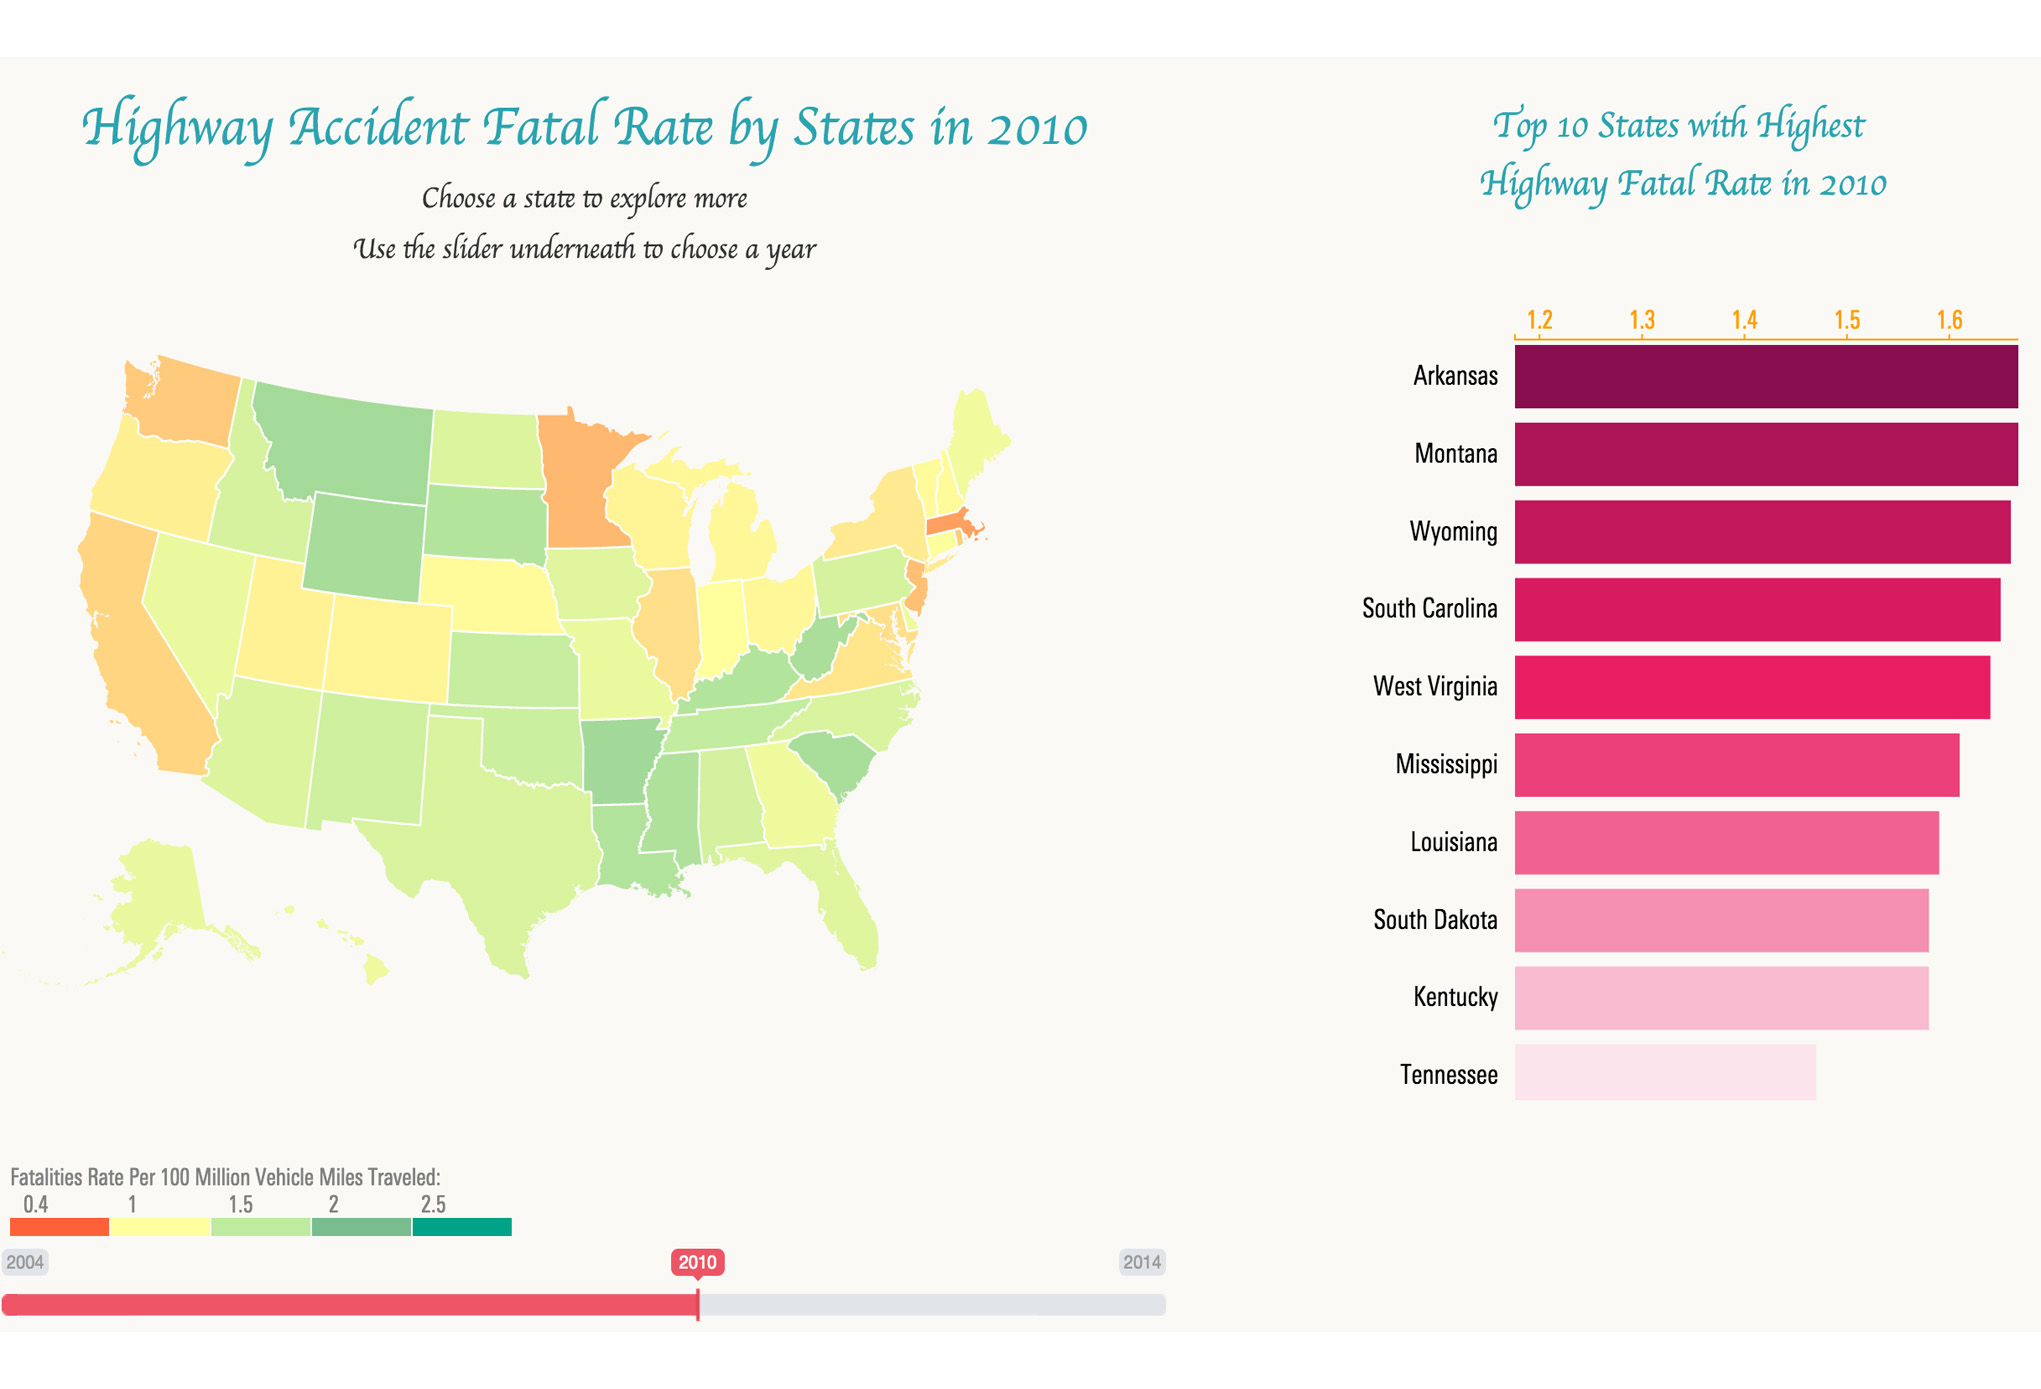 Highway Accident Fatal Rate by States in 2010
Choose a state to explore more
Use the slider underneath to choose a year
Top 10 States with Highest
Highway Fatal Rate in 2010
1.2 1.3 1.4 1.5 1.6
Arkansas
Montana
Wyoming
South Carolina
West Virginia
Mississippi
Louisiana
South Dakota
Kentucky
Tennessee
Fatalities Rate Per 100 Million Vehicle Miles Traveled:
0.4 1 1.5 2 2.5
2004 2010 2014